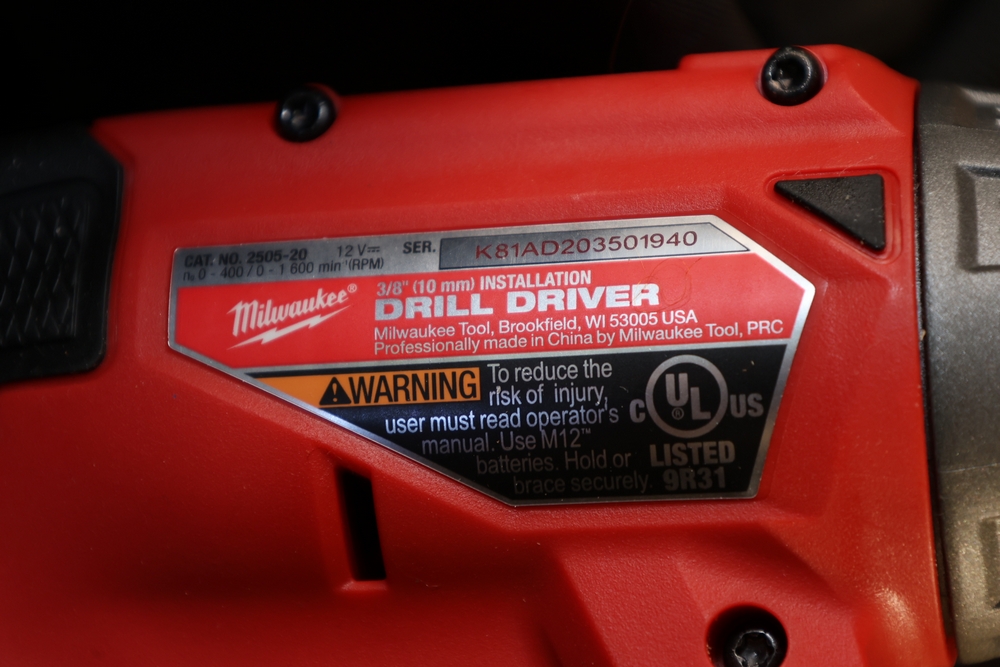 CAT. NO. 2505-20 12 V⎓ SER. K81AD203501940
n₀ 0 - 400 / 0 - 1 600 min⁻¹(RPM)
Milwaukee®
3/8" (10 mm) INSTALLATION
DRILL DRIVER
Milwaukee Tool, Brookfield, WI 53005 USA
Professionally made in China by Milwaukee Tool, PRC
⚠WARNING
To reduce the
risk of injury,
user must read operator's
manual. Use M12™
batteries. Hold or
brace securely.
C UL® US
LISTED
9R31